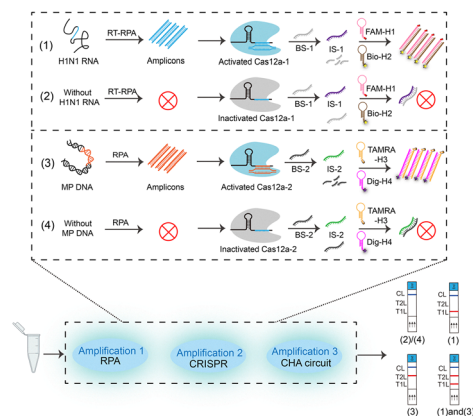 (1)
H1N1 RNA
RT-RPA
Amplicons
Activated Cas12a-1
BS-1
IS-1
FAM-H1
Bio-H2
(2)
Without
H1N1 RNA
RT-RPA
Inactivated Cas12a-1
BS-1
IS-1
FAM-H1
Bio-H2
(3)
MP DNA
RPA
Amplicons
Activated Cas12a-2
BS-2
IS-2
TAMRA
-H3
Dig-H4
(4)
Without
MP DNA
RPA
Inactivated Cas12a-2
BS-2
IS-2
TAMRA
-H3
Dig-H4
Amplification 1
RPA
Amplification 2
CRISPR
Amplification 3
CHA circuit
CL
T2L
T1L
(2)/(4)
CL
T2L
T1L
(1)
CL
T2L
T1L
(3)
CL
T2L
T1L
(1)and(3)